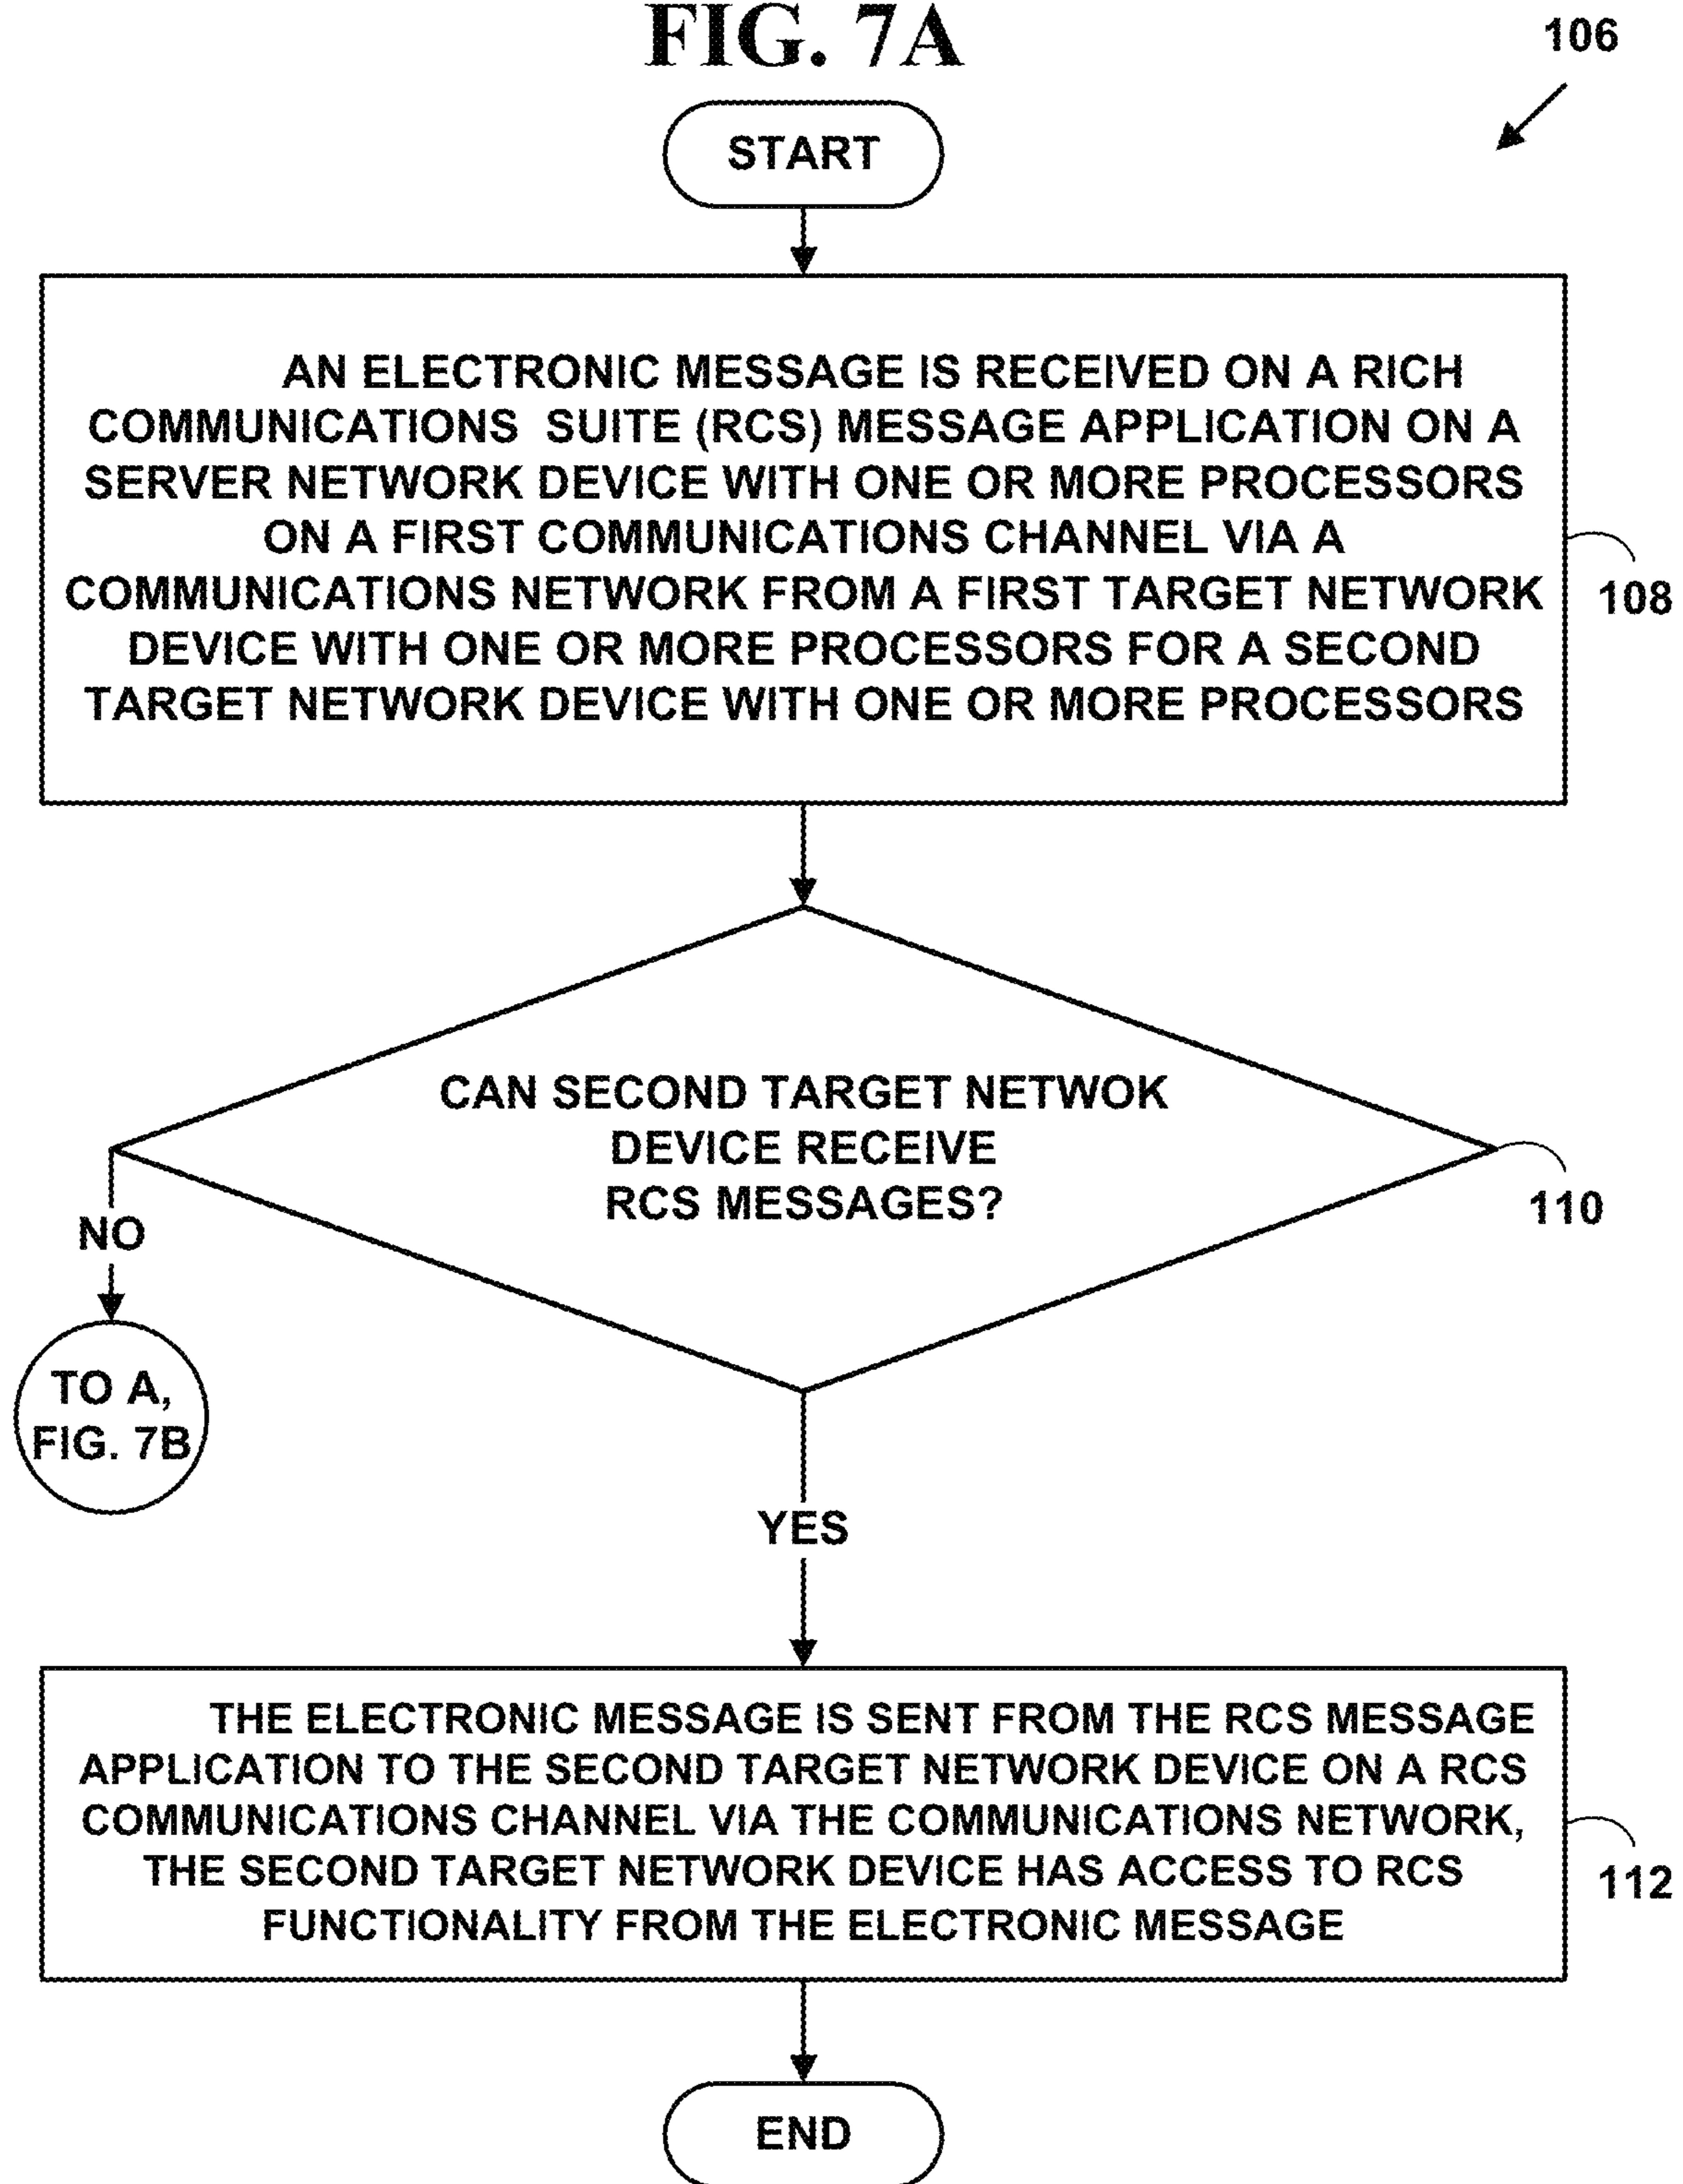 FIG. 7A
106
START
AN ELECTRONIC MESSAGE IS RECEIVED ON A RICH
COMMUNICATIONS SUITE (RCS) MESSAGE APPLICATION ON A
SERVER NETWORK DEVICE WITH ONE OR MORE PROCESSORS
ON A FIRST COMMUNICATIONS CHANNEL VIA A
COMMUNICATIONS NETWORK FROM A FIRST TARGET NETWORK
DEVICE WITH ONE OR MORE PROCESSORS FOR A SECOND
TARGET NETWORK DEVICE WITH ONE OR MORE PROCESSORS
108
CAN SECOND TARGET NETWOK
DEVICE RECEIVE
RCS MESSAGES?
110
NO
TO A,
FIG. 7B
YES
THE ELECTRONIC MESSAGE IS SENT FROM THE RCS MESSAGE
APPLICATION TO THE SECOND TARGET NETWORK DEVICE ON A RCS
COMMUNICATIONS CHANNEL VIA THE COMMUNICATIONS NETWORK,
THE SECOND TARGET NETWORK DEVICE HAS ACCESS TO RCS
FUNCTIONALITY FROM THE ELECTRONIC MESSAGE
112
END